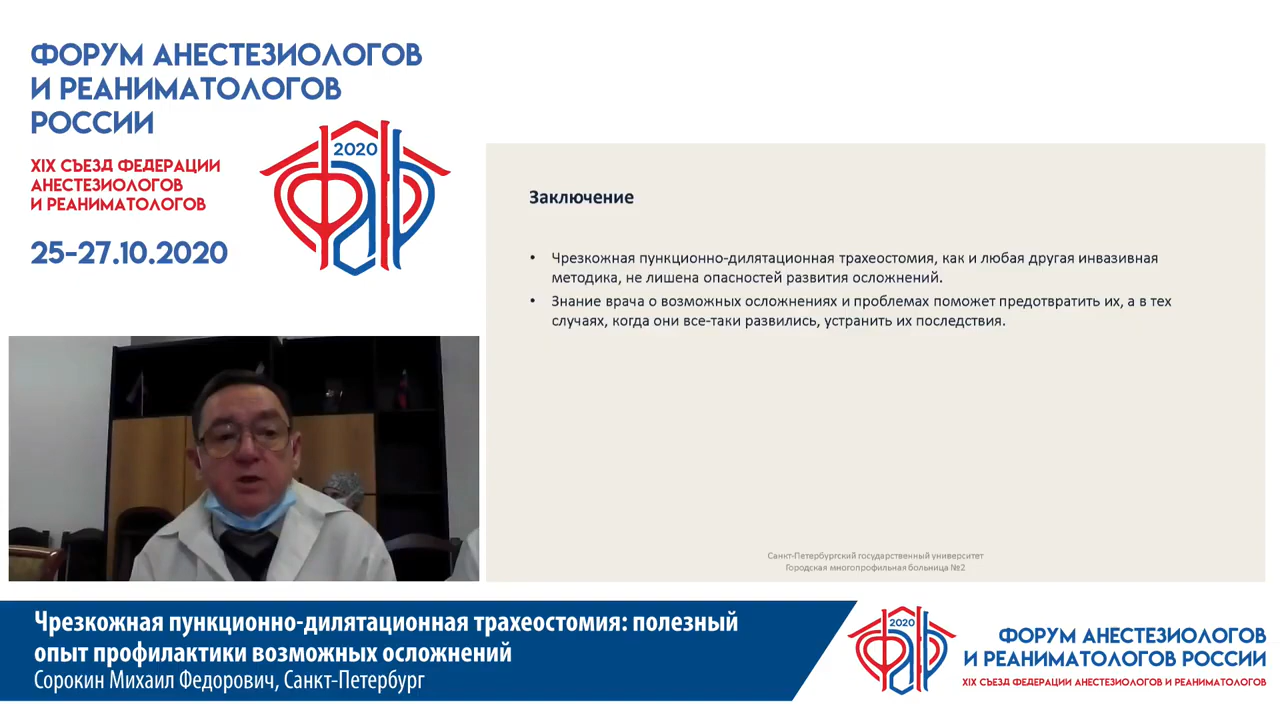 ФОРУМ АНЕСТЕЗИОЛОГОВ
И РЕАНИМАТОЛОГОВ
РОССИИ
XIX СЪЕЗД ФЕДЕРАЦИИ
АНЕСТЕЗИОЛОГОВ
И РЕАНИМАТОЛОГОВ
25-27.10.2020
2020
ФАР
Заключение
• Чрезкожная пункционно-дилятационная трахеостомия, как и любая другая инвазивная
методика, не лишена опасностей развития осложнений.
• Знание врача о возможных осложнениях и проблемах поможет предотвратить их, а в тех
случаях, когда они все-таки развились, устранить их последствия.
Санкт-Петербургский государственный университет
Городская многопрофильная больница №2
Чрезкожная пункционно-дилятационная трахеостомия: полезный
опыт профилактики возможных осложнений
Сорокин Михаил Федорович, Санкт-Петербург
2020
ФАР
ФОРУМ АНЕСТЕЗИОЛОГОВ
И РЕАНИМАТОЛОГОВ РОССИИ
XIX СЪЕЗД ФЕДЕРАЦИИ АНЕСТЕЗИОЛОГОВ И РЕАНИМАТОЛОГОВ